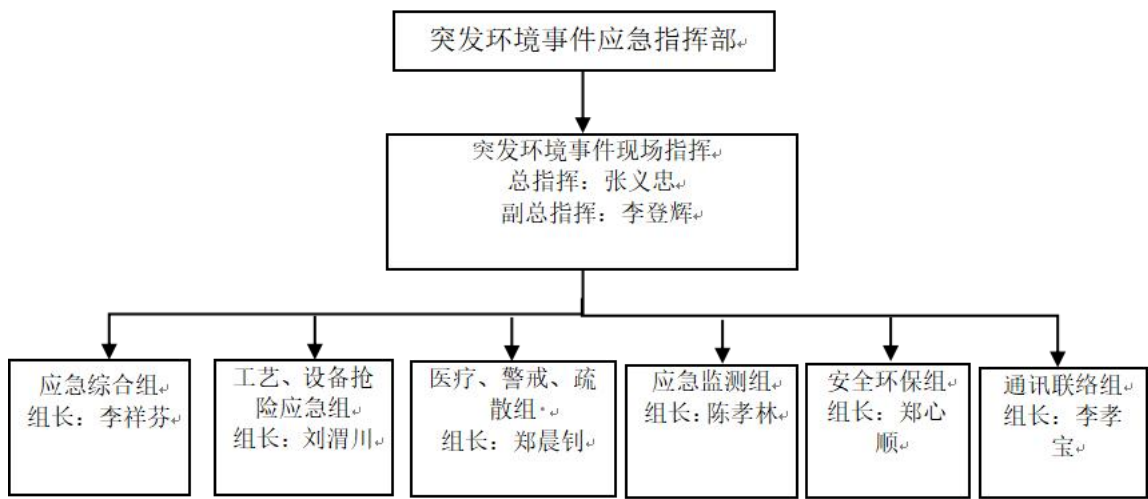 突发环境事件应急指挥部
突发环境事件现场指挥
总指挥：张义忠
副总指挥：李登辉
应急综合组
组长：李祥芬
工艺、设备抢
险应急组
组长：刘渭川
医疗、警戒、疏
散组
组长：郑晨钊
应急监测组
组长：陈孝林
安全环保组
组长：郑心
顺
通讯联络组
组长：李孝
宝